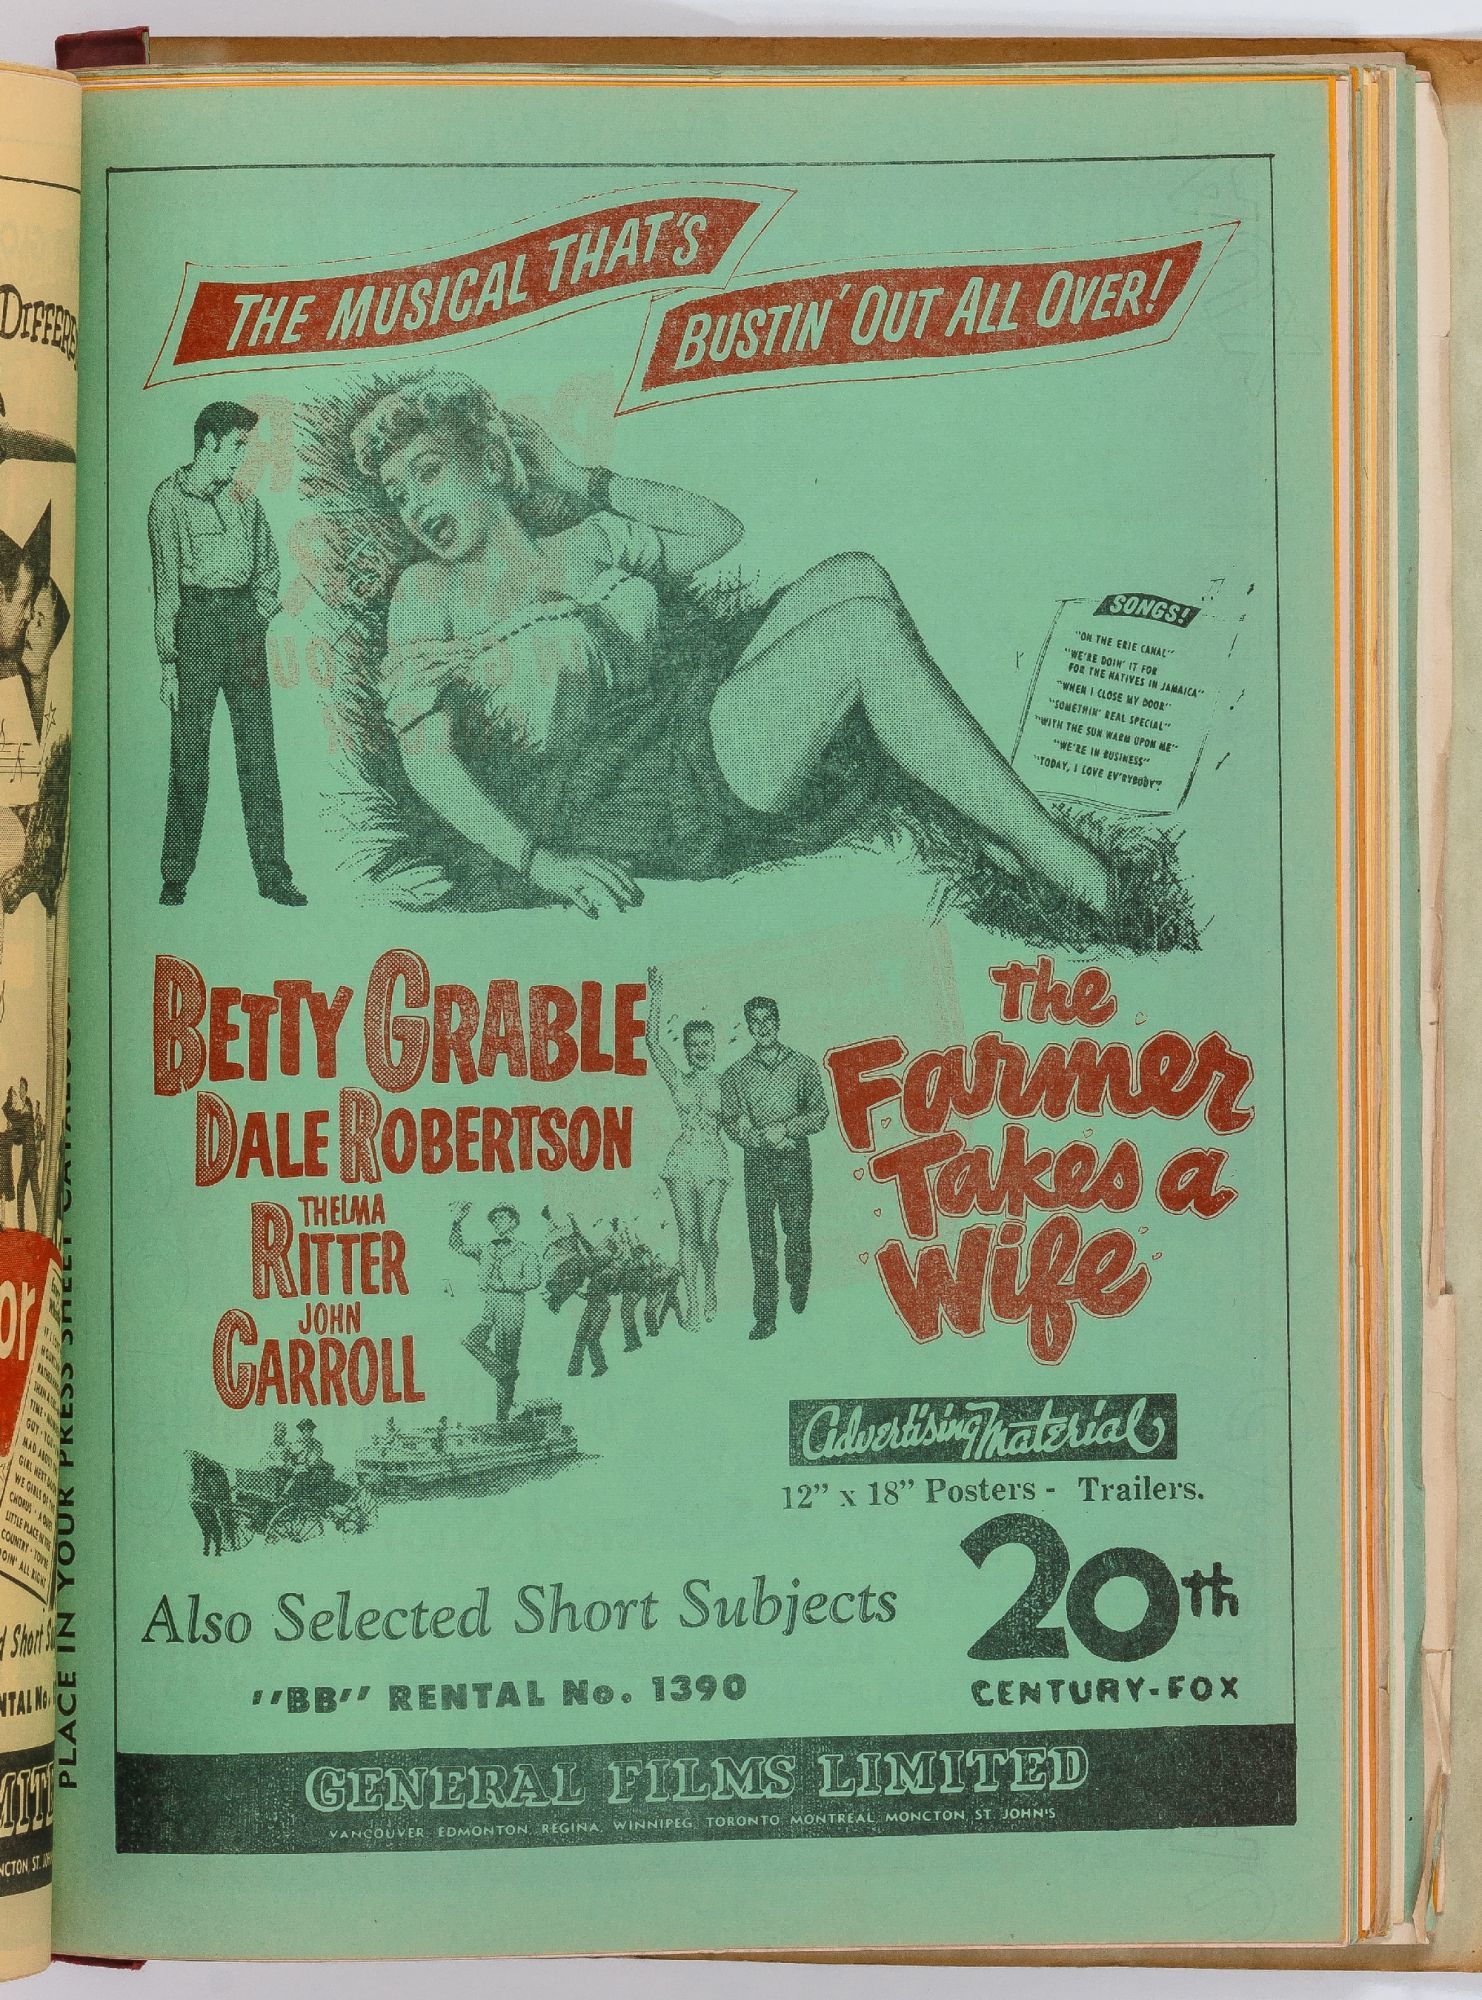 THE MUSICAL THAT'S
BUSTIN' OUT ALL OVER!
SONGS!
"ON THE ERIE CANAL"
"WE'RE DOIN' IT FOR
FOR THE NATIVES IN JAMAICA"
"WHEN I CLOSE MY DOOR"
"SOMETHIN' REAL SPECIAL"
"WITH THE SUN WARM UPON ME"
"WE'RE IN BUSINESS"
"TODAY, I LOVE EV'RYBODY"
BETTY GRABLE
DALE ROBERTSON
THELMA
RITTER
JOHN
CARROLL
the
Farmer
Takes a
Wife
Advertising Material
12" x 18" Posters - Trailers.
Also Selected Short Subjects
"BB" RENTAL No. 1390
20th
CENTURY-FOX
GENERAL FILMS LIMITED
VANCOUVER, EDMONTON, REGINA, WINNIPEG, TORONTO, MONTREAL, MONCTON, ST. JOHN'S
PLACE IN YOUR PRESS SHEET